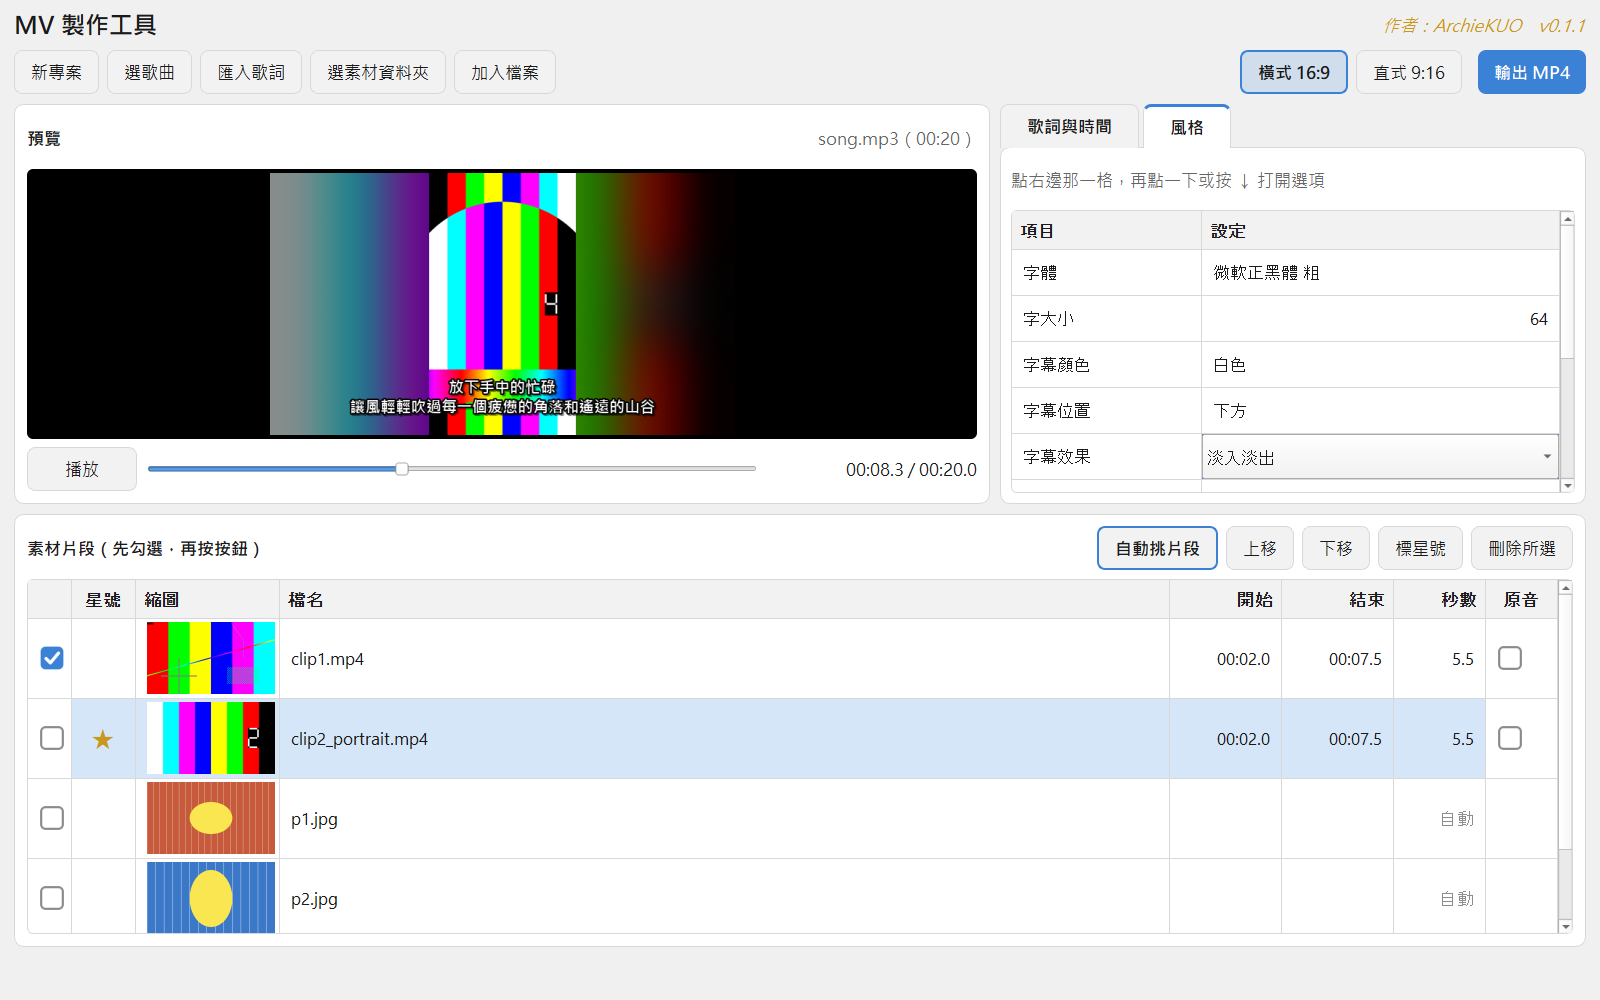 MV 製作工具
作者：ArchieKUO v0.1.1
新專案 選歌曲 匯入歌詞 選素材資料夾 加入檔案 橫式 16:9 直式 9:16 輸出 MP4
預覽 song.mp3（00:20）
4
放下手中的忙碌
讓風輕輕吹過每一個疲憊的角落和遙遠的山谷
播放 00:08.3 / 00:20.0
歌詞與時間 風格
點右邊那一格，再點一下或按 ↓ 打開選項
項目 設定
字體 微軟正黑體 粗
字大小 64
字幕顏色 白色
字幕位置 下方
字幕效果 淡入淡出
素材片段（先勾選，再按按鈕） 自動挑片段 上移 下移 標星號 刪除所選
星號 縮圖 檔名 開始 結束 秒數 原音
clip1.mp4 00:02.0 00:07.5 5.5
★ 2 clip2_portrait.mp4 00:02.0 00:07.5 5.5
p1.jpg 自動
p2.jpg 自動